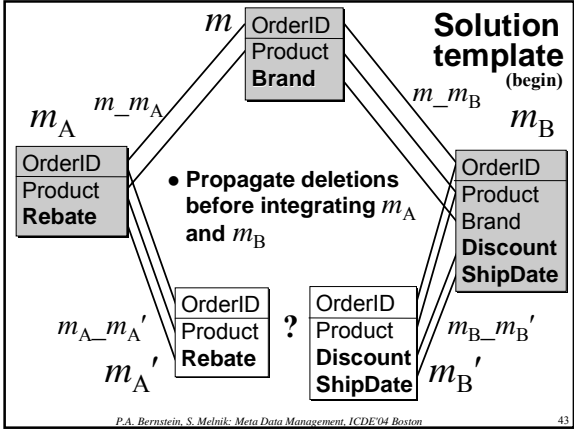 Solution
template
(begin)
m
OrderID
Product
Brand
m_mA
m_mB
mA
mB
OrderID
Product
Rebate
• Propagate deletions
before integrating mA
and mB
OrderID
Product
Brand
Discount
ShipDate
OrderID
Product
Rebate
?
OrderID
Product
Discount
ShipDate
mA_mA′
mB_mB′
mA′
mB′
P.A. Bernstein, S. Melnik: Meta Data Management, ICDE'04 Boston 43